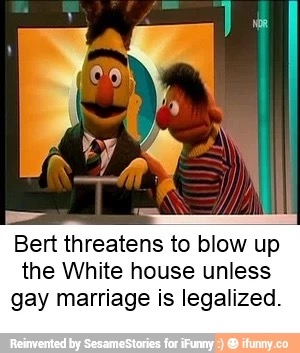 NDR
Bert threatens to blow up
the White house unless
gay marriage is legalized.
Reinvented by SesameStories for iFunny :) ifunny.co